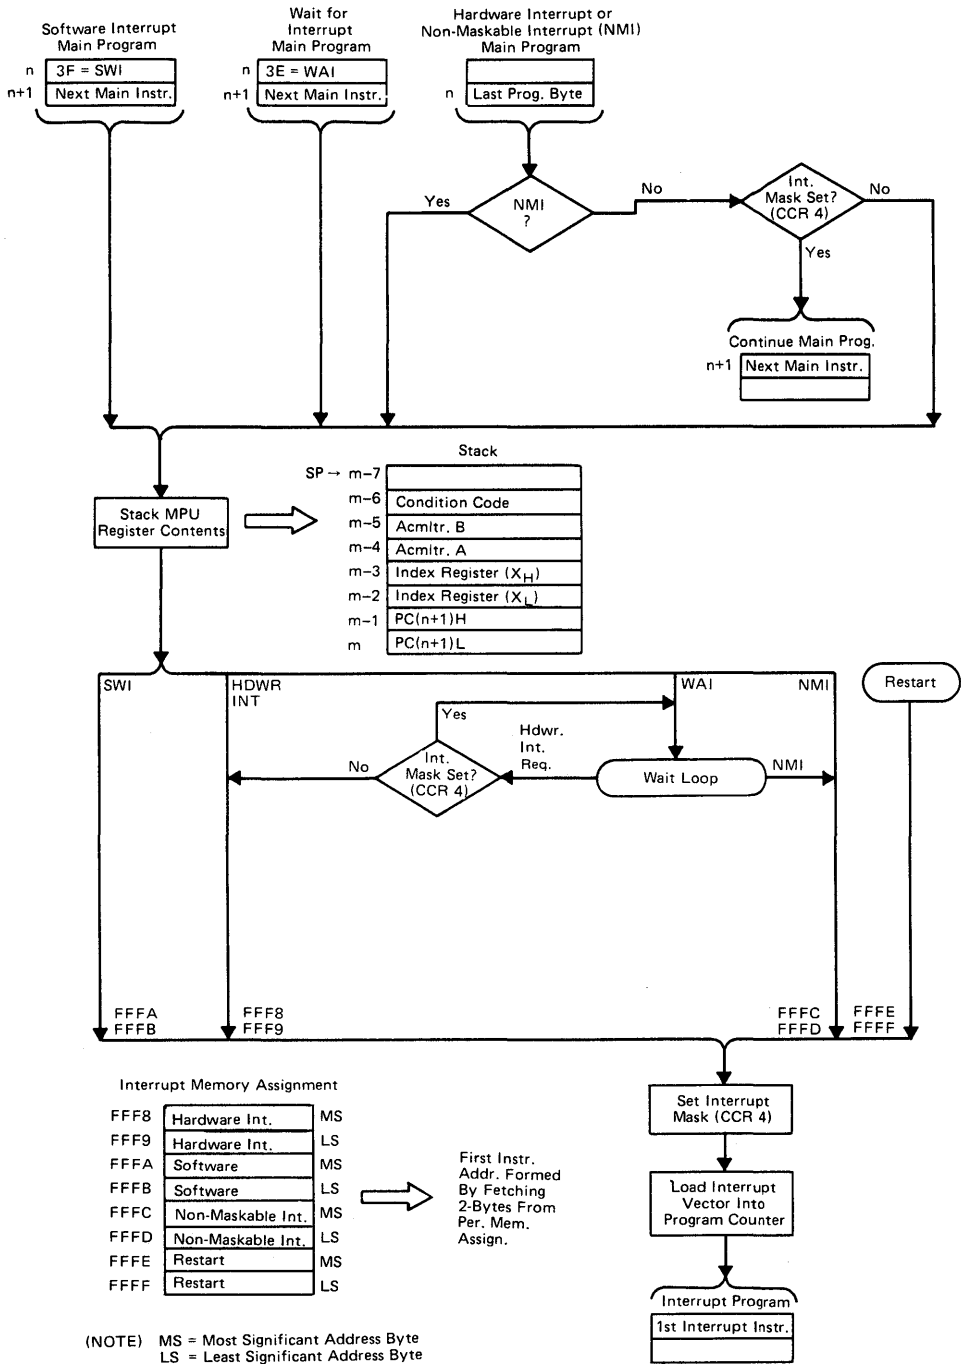 Software Interrupt
Main Program
n 3F = SWI
n+1 Next Main Instr.
Wait for
Interrupt
Main Program
n 3E = WAI
n+1 Next Main Instr.
Hardware Interrupt or
Non-Maskable Interrupt (NMI)
Main Program
n Last Prog. Byte
Yes
NMI
?
No
Int.
Mask Set?
(CCR 4)
No
Yes
Continue Main Prog.
n+1 Next Main Instr.
Stack MPU
Register Contents
Stack
SP → m-7
m-6 Condition Code
m-5 Acmltr. B
m-4 Acmltr. A
m-3 Index Register (XH)
m-2 Index Register (XL)
m-1 PC(n+1)H
m PC(n+1)L
SWI
HDWR
INT
WAI
NMI
Restart
Yes
Int.
Mask Set?
(CCR 4)
No
Hdwr.
Int.
Req.
Wait Loop
NMI
FFFA
FFFB
FFF8
FFF9
FFFC
FFFD
FFFE
FFFF
Interrupt Memory Assignment
FFF8 Hardware Int. MS
FFF9 Hardware Int. LS
FFFA Software MS
FFFB Software LS
FFFC Non-Maskable Int. MS
FFFD Non-Maskable Int. LS
FFFE Restart MS
FFFF Restart LS
First Instr.
Addr. Formed
By Fetching
2-Bytes From
Per. Mem.
Assign.
Set Interrupt
Mask (CCR 4)
Load Interrupt
Vector Into
Program Counter
Interrupt Program
1st Interrupt Instr.
(NOTE) MS = Most Significant Address Byte
LS = Least Significant Address Byte